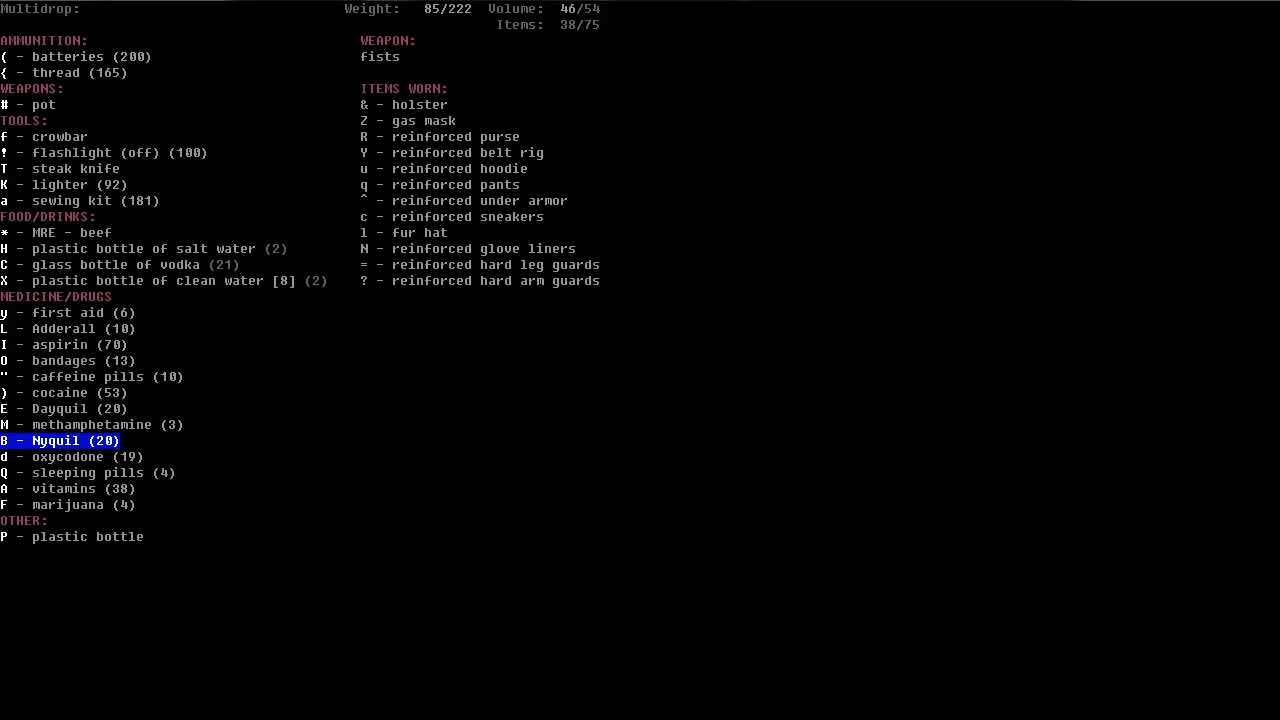 Multidrop: Weight: 85/222 Volume: 46/54
Items: 38/75
AMMUNITION:
( - batteries (200)
{ - thread (165)
WEAPONS:
# - pot
TOOLS:
f - crowbar
! - flashlight (off) (100)
T - steak knife
K - lighter (92)
a - sewing kit (181)
FOOD/DRINKS:
* - MRE - beef
H - plastic bottle of salt water (2)
C - glass bottle of vodka (21)
X - plastic bottle of clean water [8] (2)
MEDICINE/DRUGS
y - first aid (6)
L - Adderall (10)
I - aspirin (70)
O - bandages (13)
" - caffeine pills (10)
) - cocaine (53)
E - Dayquil (20)
M - methamphetamine (3)
B - Nyquil (20)
d - oxycodone (19)
Q - sleeping pills (4)
A - vitamins (38)
F - marijuana (4)
OTHER:
P - plastic bottle
WEAPON:
fists
ITEMS WORN:
& - holster
Z - gas mask
R - reinforced purse
Y - reinforced belt rig
u - reinforced hoodie
q - reinforced pants
^ - reinforced under armor
c - reinforced sneakers
l - fur hat
N - reinforced glove liners
= - reinforced hard leg guards
? - reinforced hard arm guards